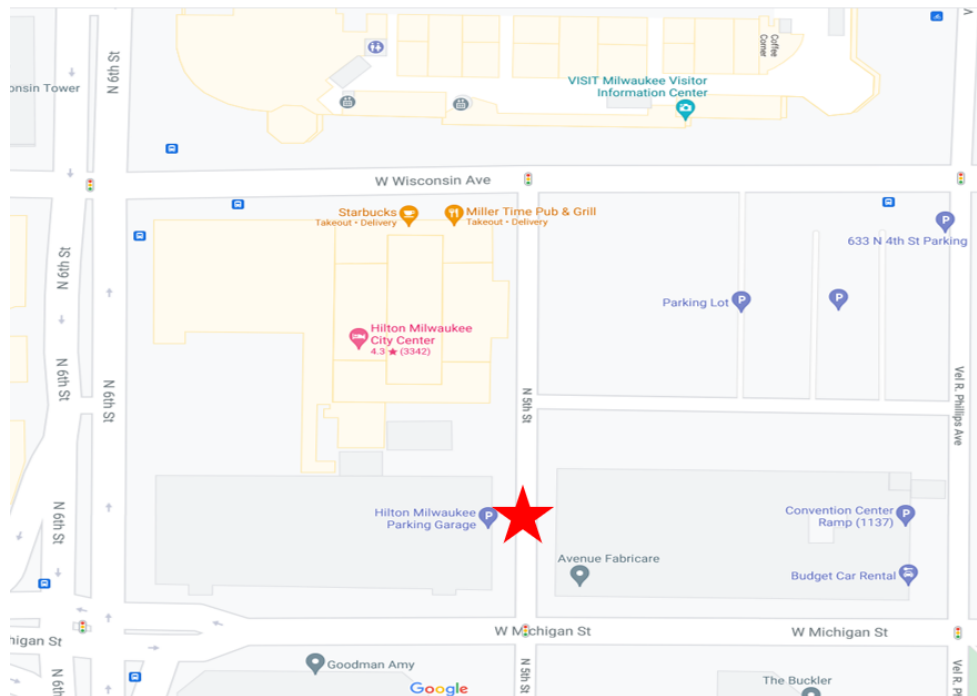 N 6th St
onsin Tower
Coffee
Corner
VISIT Milwaukee Visitor
Information Center
W Wisconsin Ave
Starbucks
Takeout • Delivery
Miller Time Pub & Grill
Takeout • Delivery
633 N 4th St Parking
N 6th St
Parking Lot
P
P
P
Hilton Milwaukee
City Center
4.3 ★ (3342)
N 6th St
N 6th St
N 5th St
Vel R. Phillips Ave
Hilton Milwaukee
Parking Garage
P
Convention Center
Ramp (1137)
P
N 6th St
Avenue Fabricare
Budget Car Rental
higan St
W Michigan St
W Michigan St
N 6th
N 5th St
Vel R. P
Goodman Amy
The Buckler
Google